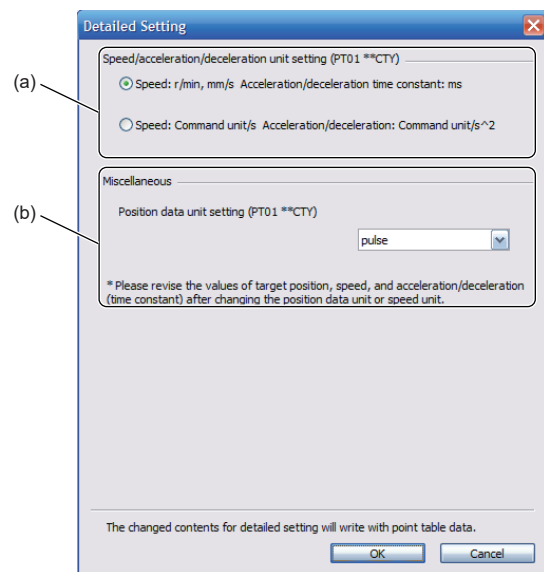 Detailed Setting
(a)
Speed/acceleration/deceleration unit setting (PT01 **CTY)
Speed: r/min, mm/s Acceleration/deceleration time constant: ms
Speed: Command unit/s Acceleration/deceleration: Command unit/s^2
(b)
Miscellaneous
Position data unit setting (PT01 **CTY)
pulse
* Please revise the values of target position, speed, and acceleration/deceleration
(time constant) after changing the position data unit or speed unit.
The changed contents for detailed setting will write with point table data.
OK Cancel